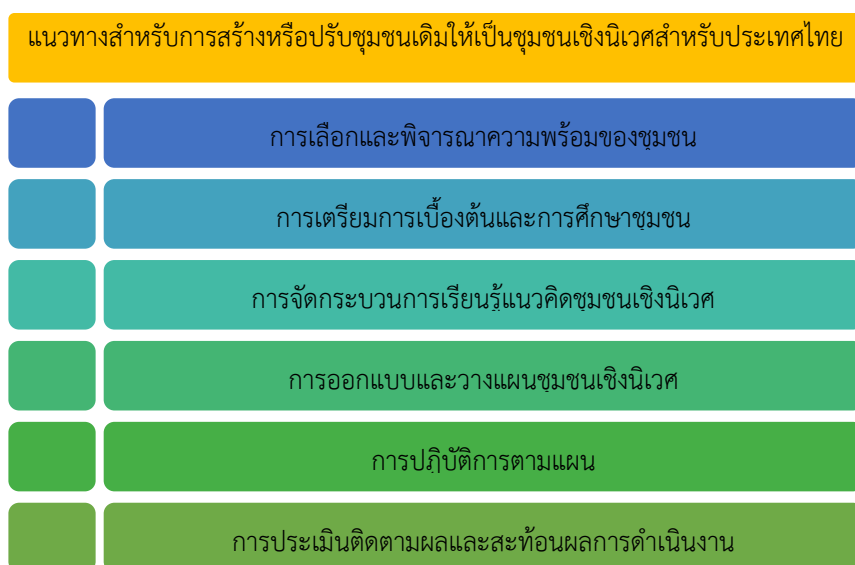 แนวทางสำหรับการสร้างหรือปรับชุมชนเดิมให้เป็นชุมชนเชิงนิเวศสำหรับประเทศไทย
การเลือกและพิจารณาความพร้อมของชุมชน
การเตรียมการเบื้องต้นและการศึกษาชุมชน
การจัดกระบวนการเรียนรู้แนวคิดชุมชนเชิงนิเวศ
การออกแบบและวางแผนชุมชนเชิงนิเวศ
การปฏิบัติการตามแผน
การประเมินติดตามผลและสะท้อนผลการดำเนินงาน